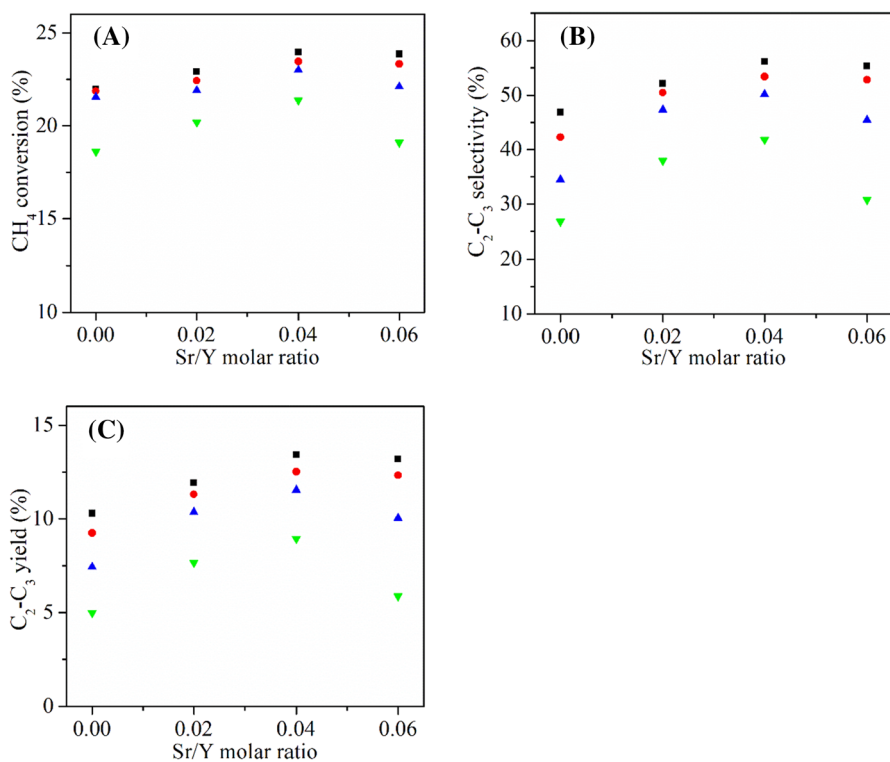 (A)
CH4 conversion (%)
25
20
15
10
0.00 0.02 0.04 0.06
Sr/Y molar ratio
(B)
C2-C3 selectivity (%)
60
50
40
30
20
10
0.00 0.02 0.04 0.06
Sr/Y molar ratio
(C)
C2-C3 yield (%)
15
10
5
0
0.00 0.02 0.04 0.06
Sr/Y molar ratio